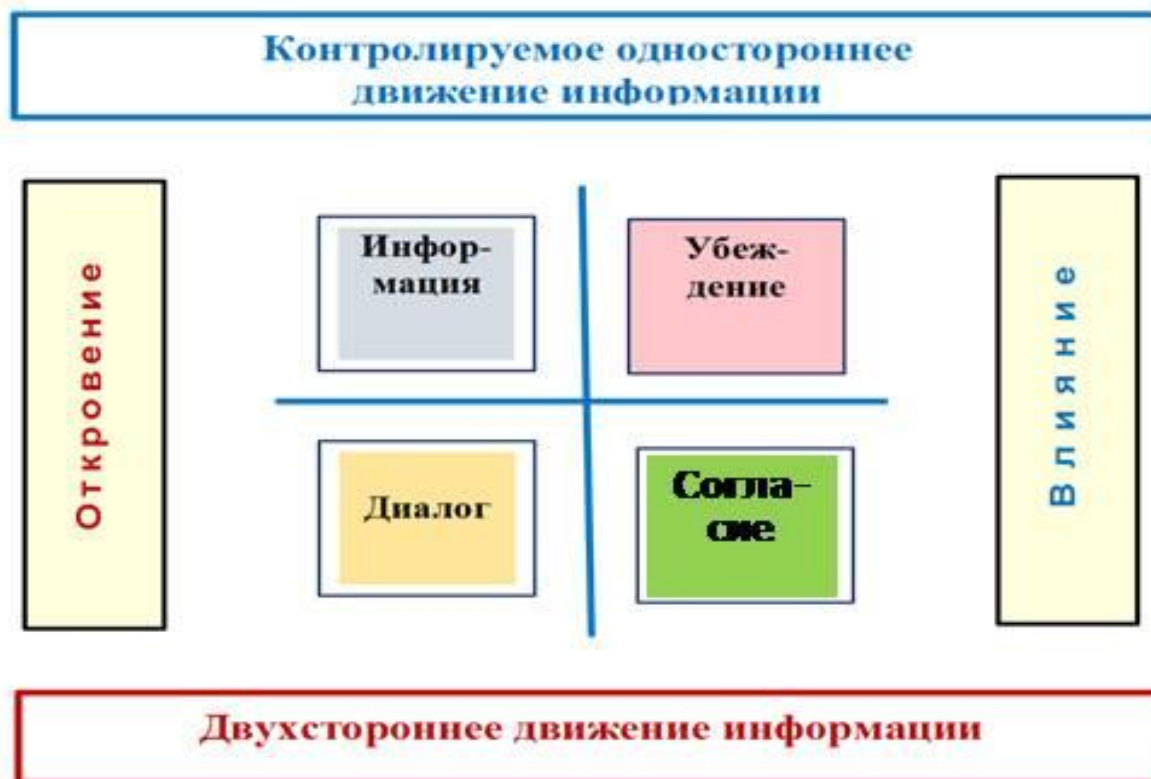 Контролируемое одностороннее
движение информации
Откровение
Инфор-
мация
Убеж-
дение
Влияние
Диалог
Согла-
сие
Двухстороннее движение информации